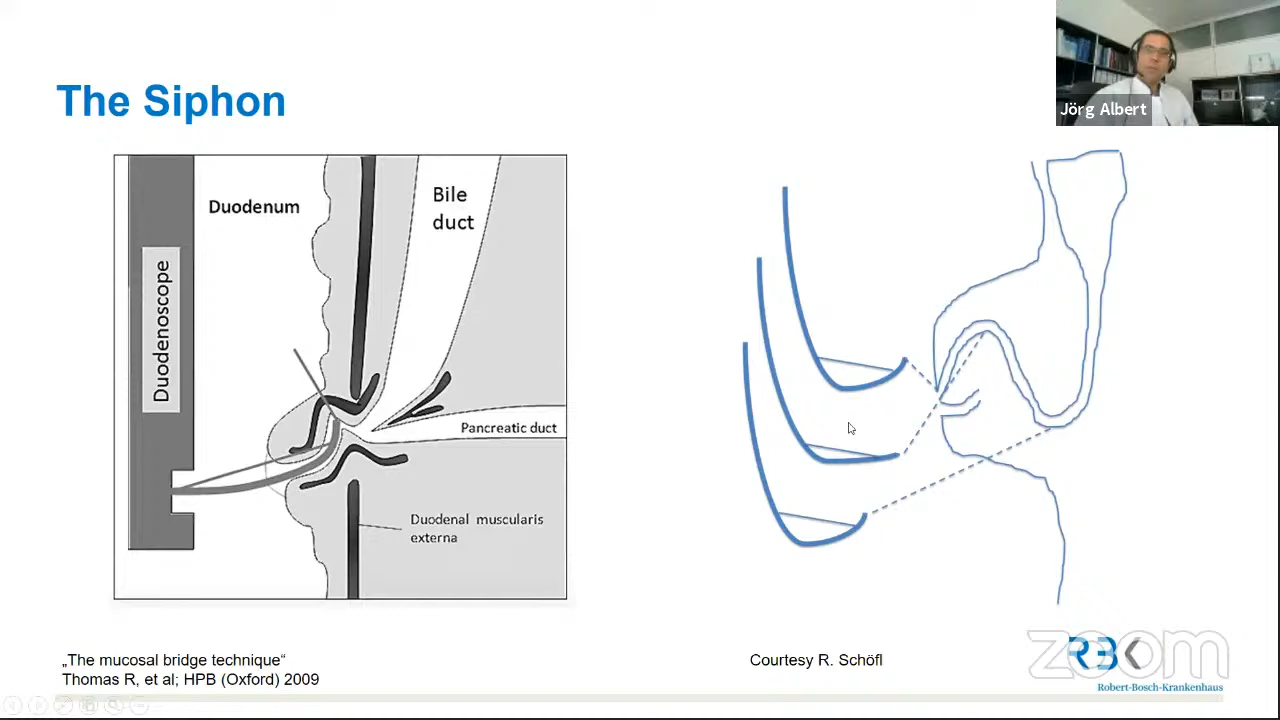 The Siphon
Jörg Albert
Duodenum
Bile
duct
Duodenoscope
Pancreatic duct
Duodenal muscularis
externa
„The mucosal bridge technique“
Thomas R, et al; HPB (Oxford) 2009
Courtesy R. Schöfl
zoom
RBK
Robert-Bosch-Krankenhaus